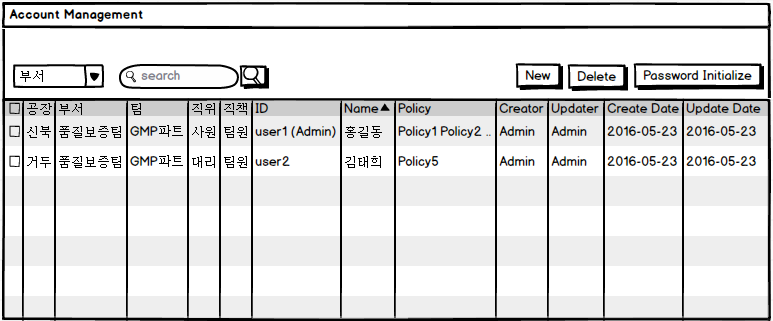 Account Management
부서 search New Delete Password Initialize
공장 부서 팀 직위 직책 ID Name Policy Creator Updater Create Date Update Date
신북 품질보증팀 GMP파트 사원 팀원 user1 (Admin) 홍길동 Policy1 Policy2 .. Admin Admin 2016-05-23 2016-05-23
거두 품질보증팀 GMP파트 대리 팀원 user2 김태희 Policy5 Admin Admin 2016-05-23 2016-05-23